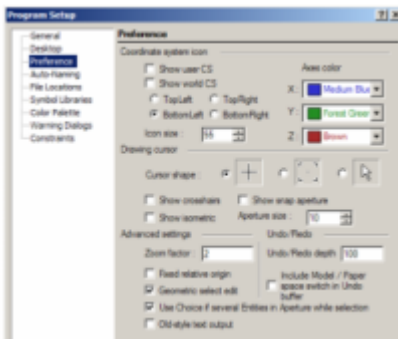 Program Setup
General
Desktop
Preference
Auto-Naming
File Locations
Symbol Libraries
Color Palette
Warning Dialogs
Constraints
Preference
Coordinate system icon
Show user CS
Show world CS
TopLeft TopRight
BottomLeft BottomRight
Icon size :
Axes color
X: Medium Blue
Y: Forest Green
Z: Brown
Drawing cursor
Cursor shape :
Show crosshairs Show snap aperture
Show isometric Aperture size : 10
Advanced settings Undo/Redo
Zoom factor : 2 Undo/Redo depth 100
Fixed relative origin
Geometric select edit
Include Model / Paper
space switch in Undo
buffer
Use Choice if several Entities in Aperture while selection
Old-style text output